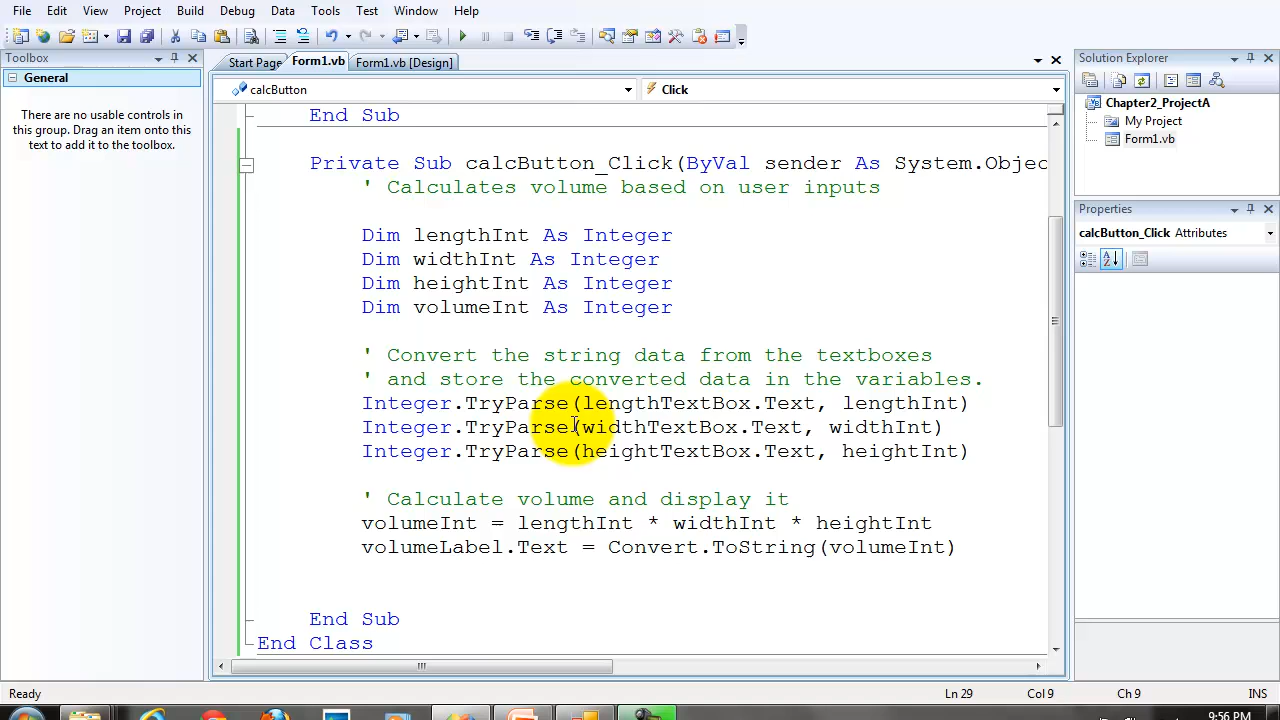 File Edit View Project Build Debug Data Tools Test Window Help
Toolbox
General
There are no usable controls in
this group. Drag an item onto this
text to add it to the toolbox.
Start Page Form1.vb Form1.vb [Design]
calcButton Click
End Sub
Private Sub calcButton_Click(ByVal sender As System.Objec
' Calculates volume based on user inputs
Dim lengthInt As Integer
Dim widthInt As Integer
Dim heightInt As Integer
Dim volumeInt As Integer
' Convert the string data from the textboxes
' and store the converted data in the variables.
Integer.TryParse(lengthTextBox.Text, lengthInt)
Integer.TryParse(widthTextBox.Text, widthInt)
Integer.TryParse(heightTextBox.Text, heightInt)
' Calculate volume and display it
volumeInt = lengthInt * widthInt * heightInt
volumeLabel.Text = Convert.ToString(volumeInt)
End Sub
End Class
Solution Explorer
Chapter2_ProjectA
My Project
Form1.vb
Properties
calcButton_Click Attributes
Ready Ln 29 Col 9 Ch 9 INS
9:56 PM